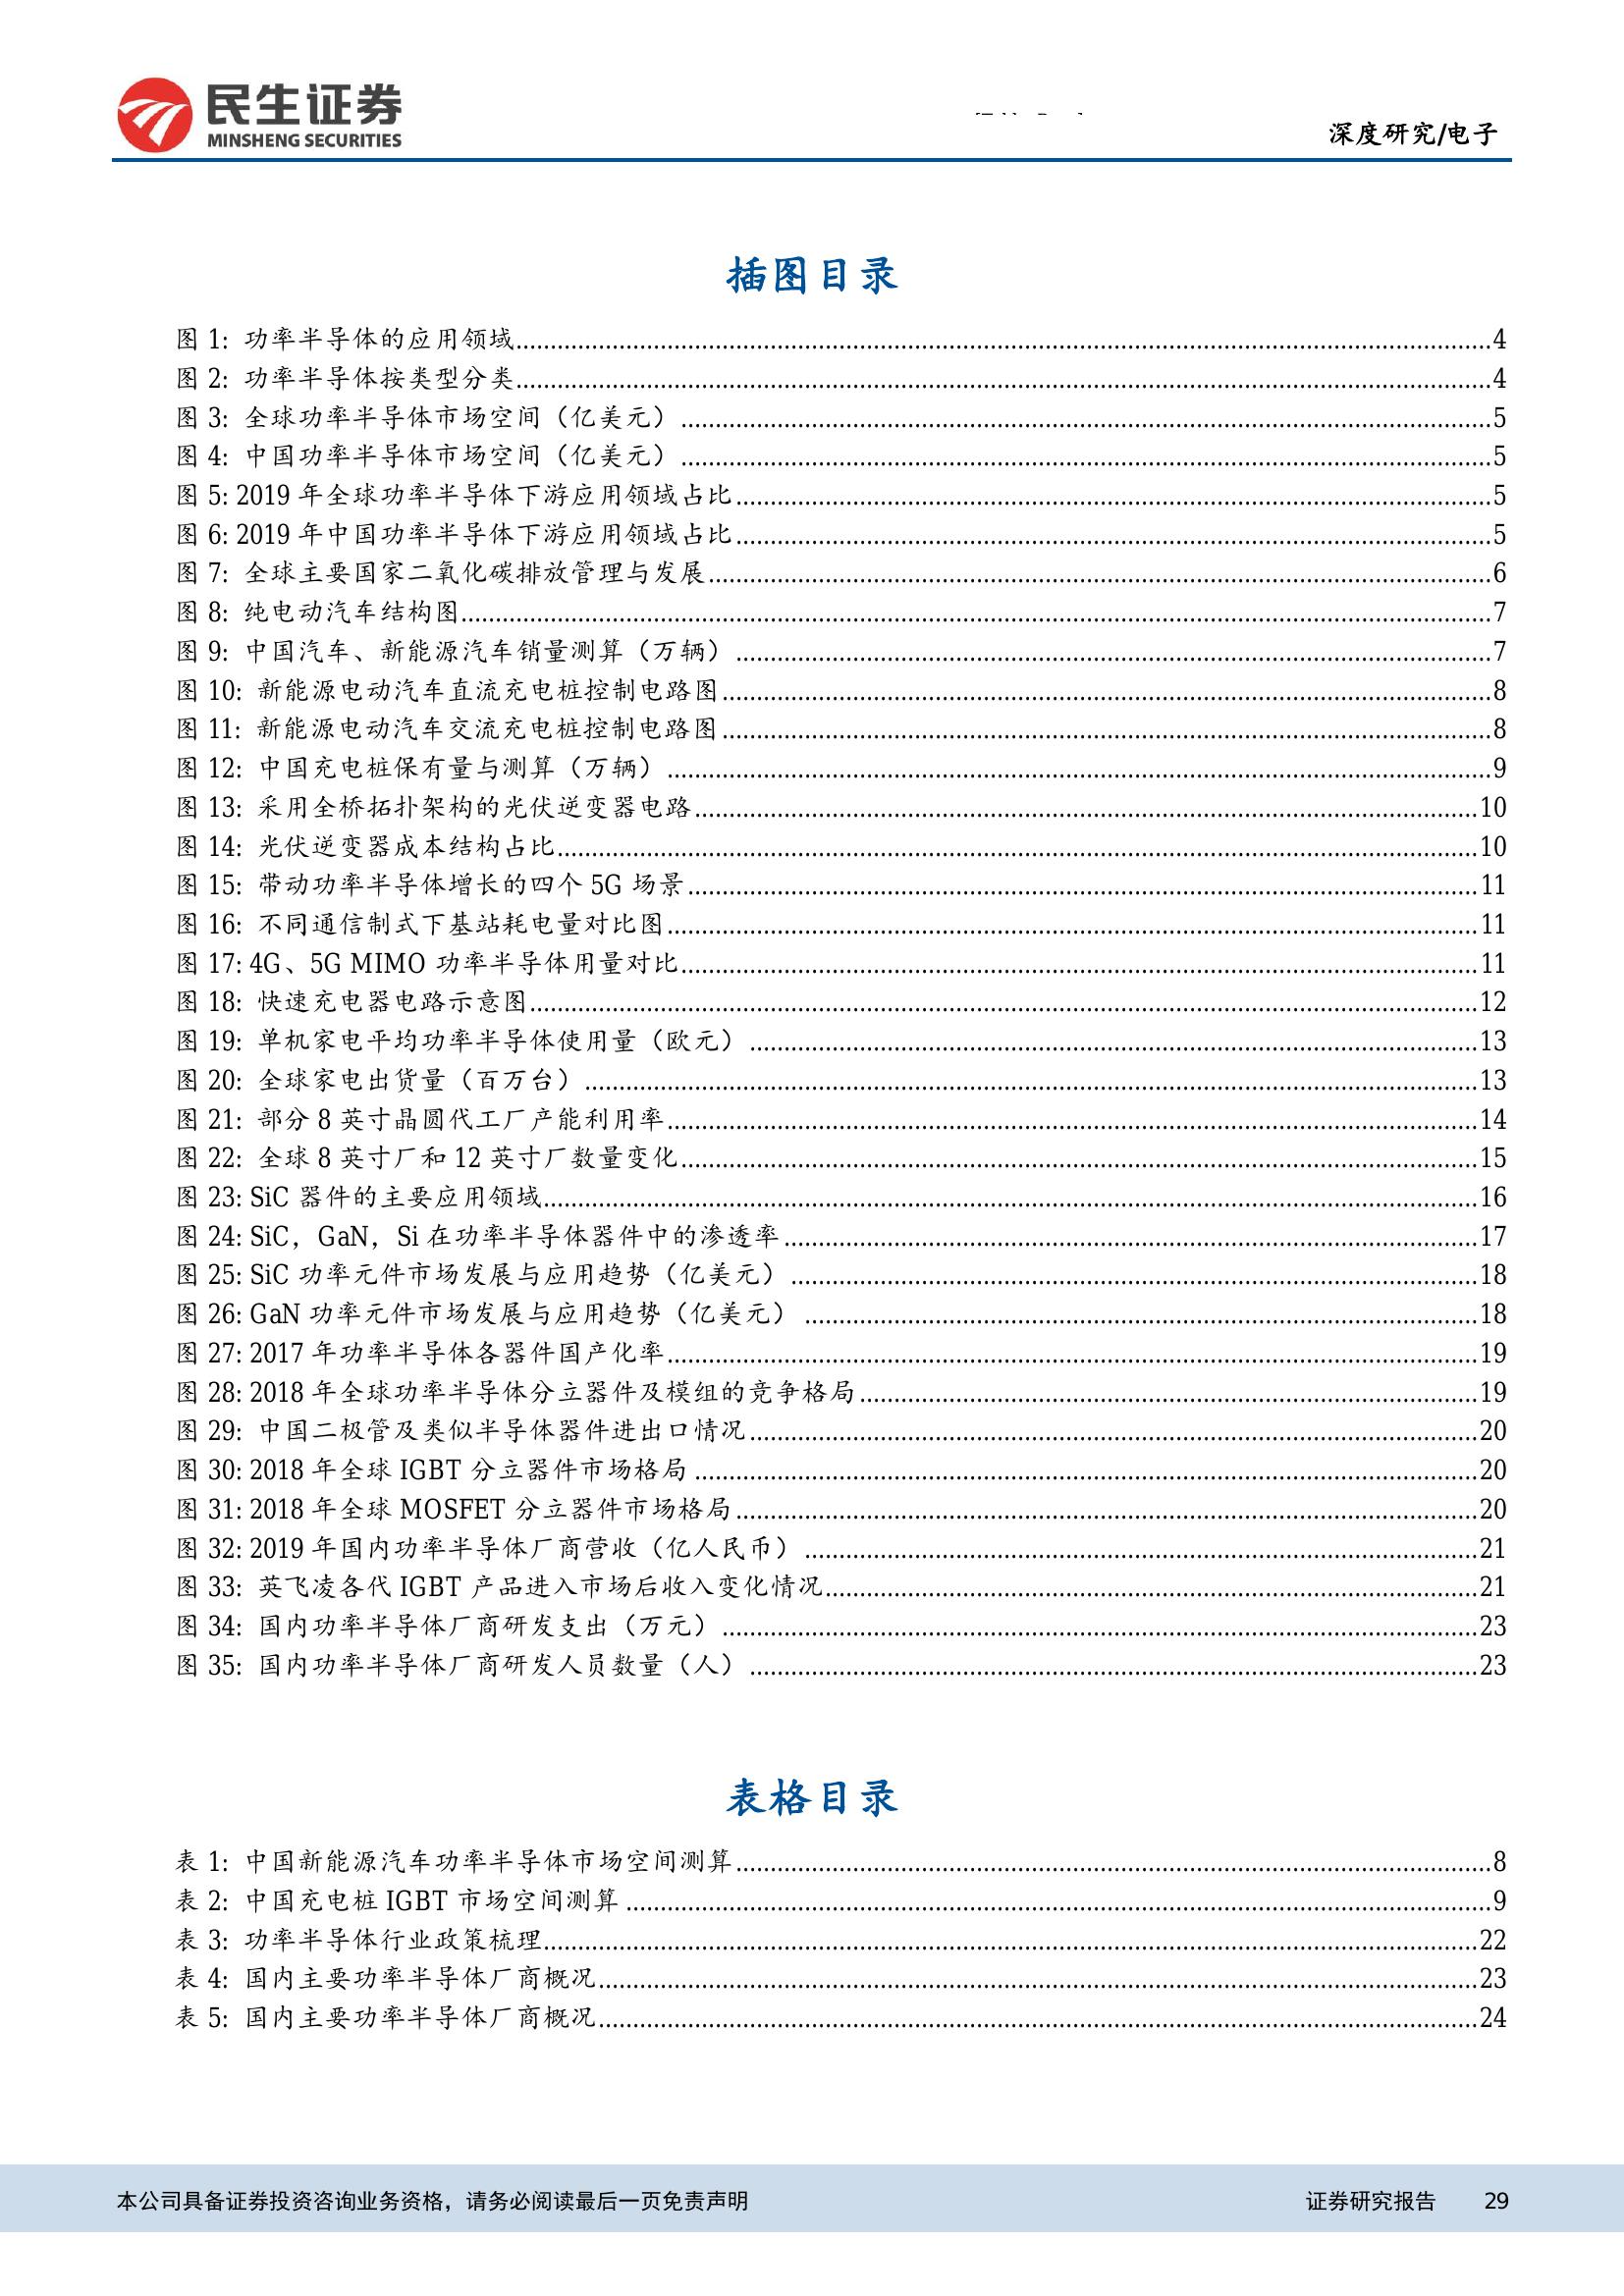 民生证券
MINSHENG SECURITIES
深度研究/电子
插图目录
图 1: 功率半导体的应用领域................4
图 2: 功率半导体按类型分类................4
图 3: 全球功率半导体市场空间（亿美元）................5
图 4: 中国功率半导体市场空间（亿美元）................5
图 5: 2019 年全球功率半导体下游应用领域占比................5
图 6: 2019 年中国功率半导体下游应用领域占比................5
图 7: 全球主要国家二氧化碳排放管理与发展................6
图 8: 纯电动汽车结构图................7
图 9: 中国汽车、新能源汽车销量测算（万辆）................7
图 10: 新能源电动汽车直流充电桩控制电路图................8
图 11: 新能源电动汽车交流充电桩控制电路图................8
图 12: 中国充电桩保有量与测算（万辆）................9
图 13: 采用全桥拓扑架构的光伏逆变器电路................10
图 14: 光伏逆变器成本结构占比................10
图 15: 带动功率半导体增长的四个 5G 场景................11
图 16: 不同通信制式下基站耗电量对比图................11
图 17: 4G、5G MIMO 功率半导体用量对比................11
图 18: 快速充电器电路示意图................12
图 19: 单机家电平均功率半导体使用量（欧元）................13
图 20: 全球家电出货量（百万台）................13
图 21: 部分 8 英寸晶圆代工厂产能利用率................14
图 22: 全球 8 英寸厂和 12 英寸厂数量变化................15
图 23: SiC 器件的主要应用领域................16
图 24: SiC，GaN，Si 在功率半导体器件中的渗透率................17
图 25: SiC 功率元件市场发展与应用趋势（亿美元）................18
图 26: GaN 功率元件市场发展与应用趋势（亿美元）................18
图 27: 2017 年功率半导体各器件国产化率................19
图 28: 2018 年全球功率半导体分立器件及模组的竞争格局................19
图 29: 中国二极管及类似半导体器件进出口情况................20
图 30: 2018 年全球 IGBT 分立器件市场格局................20
图 31: 2018 年全球 MOSFET 分立器件市场格局................20
图 32: 2019 年国内功率半导体厂商营收（亿人民币）................21
图 33: 英飞凌各代 IGBT 产品进入市场后收入变化情况................21
图 34: 国内功率半导体厂商研发支出（万元）................23
图 35: 国内功率半导体厂商研发人员数量（人）................23
表格目录
表 1: 中国新能源汽车功率半导体市场空间测算................8
表 2: 中国充电桩 IGBT 市场空间测算................9
表 3: 功率半导体行业政策梳理................22
表 4: 国内主要功率半导体厂商概况................23
表 5: 国内主要功率半导体厂商概况................24
本公司具备证券投资咨询业务资格，请务必阅读最后一页免责声明
证券研究报告 29